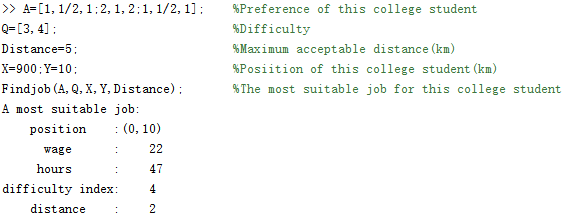 >> A=[1,1/2,1;2,1,2;1,1/2,1]; %Preference of this college student
Q=[3,4]; %Difficulty
Distance=5; %Maximum acceptable distance(km)
X=900;Y=10; %Posiition of this college student(km)
Findjob(A,Q,X,Y,Distance); %The most suitable job for this college student
A most suitable job:
position :(0,10)
wage : 22
hours : 47
difficulty index: 4
distance : 2